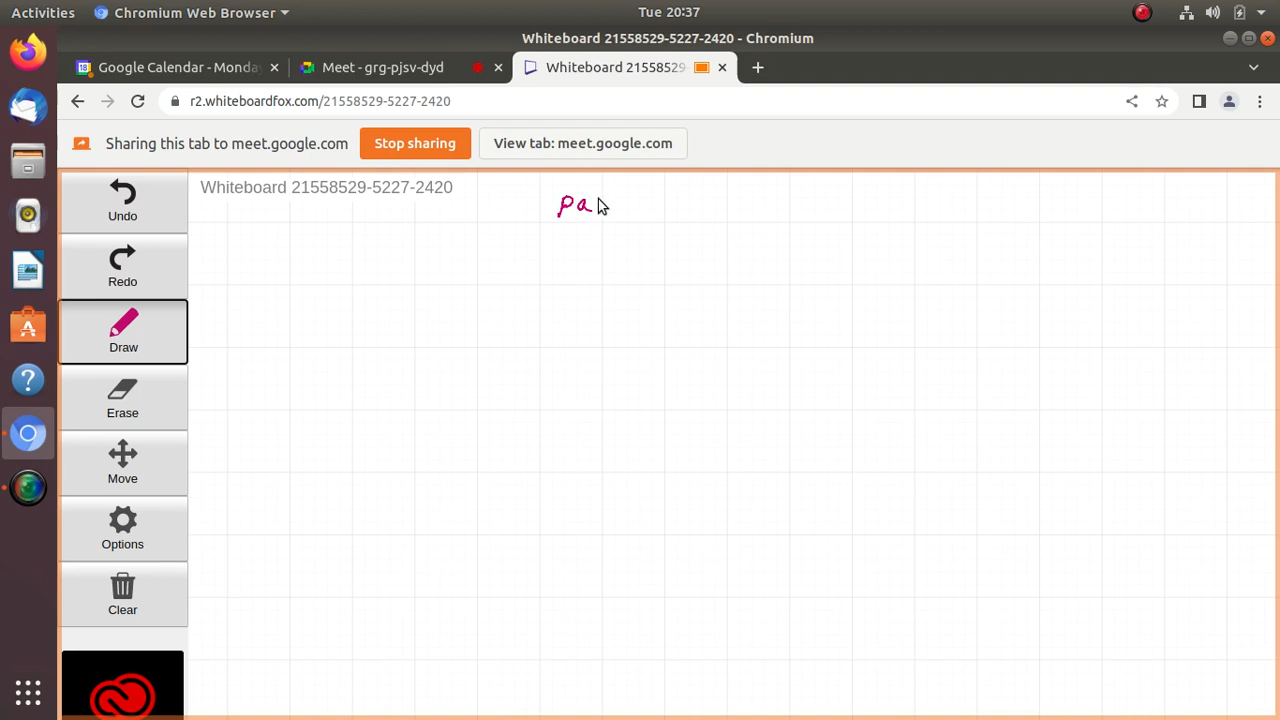 Activities Chromium Web Browser Tue 20:37
Whiteboard 21558529-5227-2420 - Chromium
18 Google Calendar - Monday Meet - grg-pjsv-dyd Whiteboard 21558529-
r2.whiteboardfox.com/21558529-5227-2420
Sharing this tab to meet.google.com Stop sharing View tab: meet.google.com
Whiteboard 21558529-5227-2420
pa
Undo
Redo
Draw
Erase
Move
Options
Clear